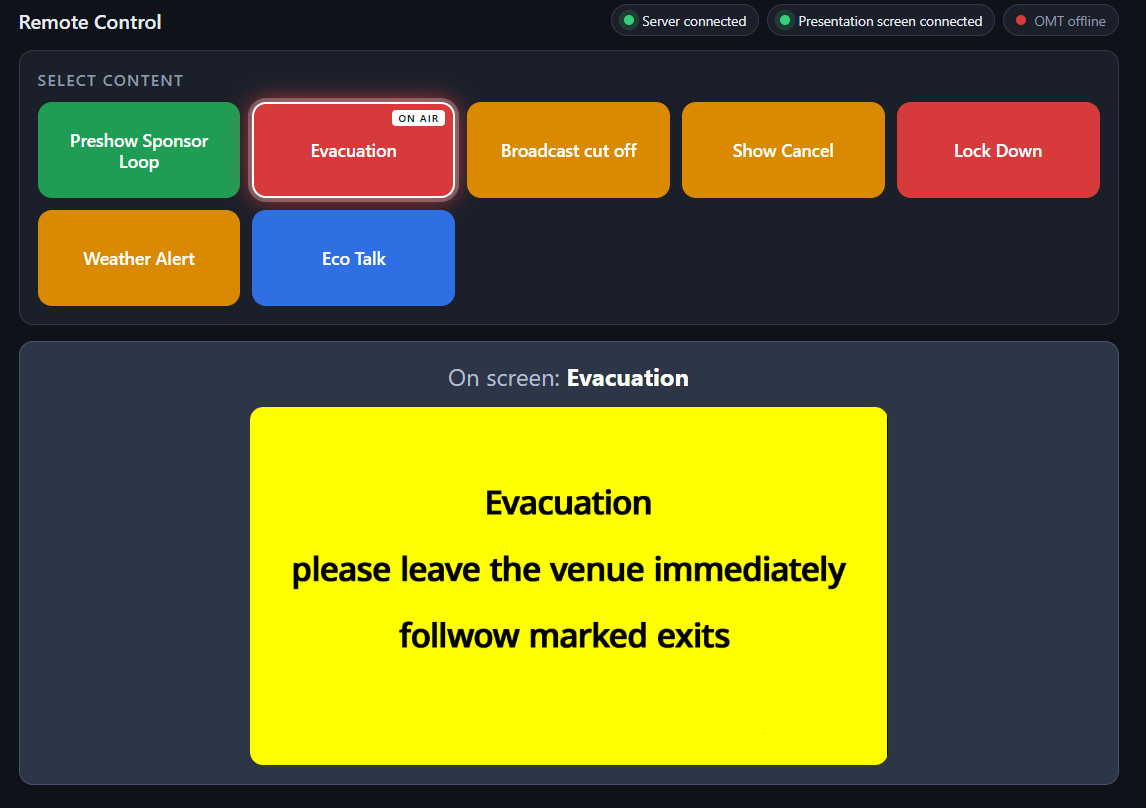 Remote Control
Server connected
Presentation screen connected
OMT offline
SELECT CONTENT
Preshow Sponsor
Loop
ON AIR
Evacuation
Broadcast cut off
Show Cancel
Lock Down
Weather Alert
Eco Talk
On screen: Evacuation
Evacuation
please leave the venue immediately
follwow marked exits